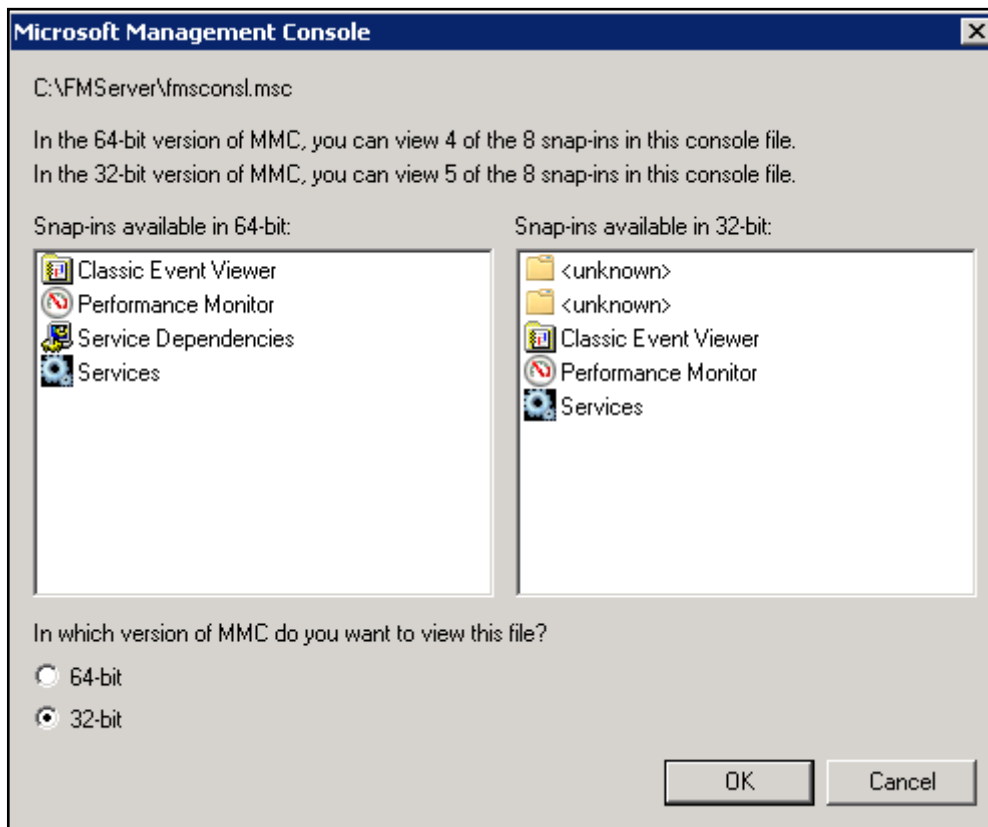 Microsoft Management Console
C:\FMServer\fmsconsl.msc
In the 64-bit version of MMC, you can view 4 of the 8 snap-ins in this console file.
In the 32-bit version of MMC, you can view 5 of the 8 snap-ins in this console file.
Snap-ins available in 64-bit:
Classic Event Viewer
Performance Monitor
Service Dependencies
Services
Snap-ins available in 32-bit:
<unknown>
<unknown>
Classic Event Viewer
Performance Monitor
Services
In which version of MMC do you want to view this file?
64-bit
32-bit
OK
Cancel